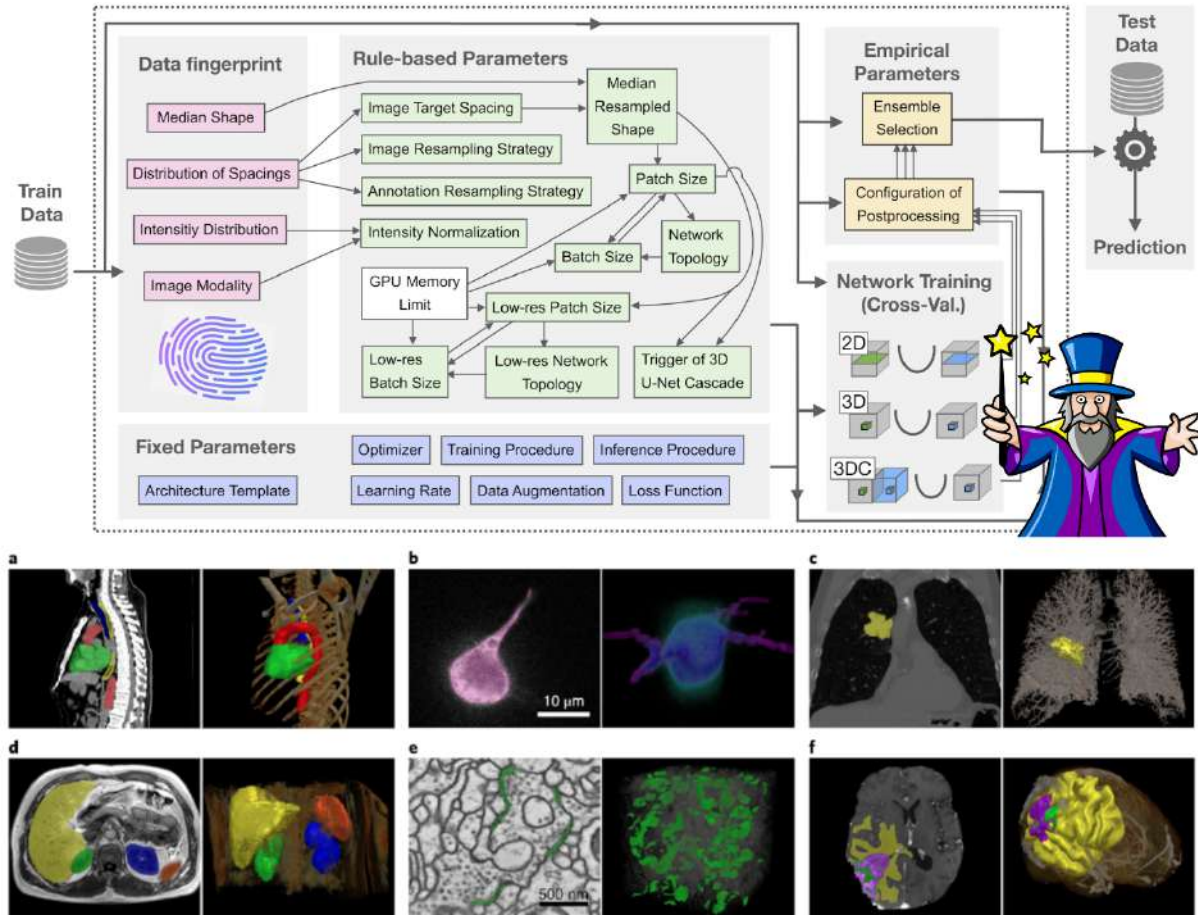 Data fingerprint
Median Shape
Distribution of Spacings
Intensitiy Distribution
Image Modality
Train
Data
Rule-based Parameters
Image Target Spacing
Image Resampling Strategy
Annotation Resampling Strategy
Intensity Normalization
Median
Resampled
Shape
Patch Size
Batch Size
Network
Topology
GPU Memory
Limit
Low-res Patch Size
Low-res
Batch Size
Low-res Network
Topology
Trigger of 3D
U-Net Cascade
Fixed Parameters
Optimizer
Training Procedure
Inference Procedure
Architecture Template
Learning Rate
Data Augmentation
Loss Function
Empirical
Parameters
Ensemble
Selection
Configuration of
Postprocessing
Network Training
(Cross-Val.)
2D
3D
3DC
Test
Data
Prediction
a
b
10 μm
c
d
e
500 nm
f